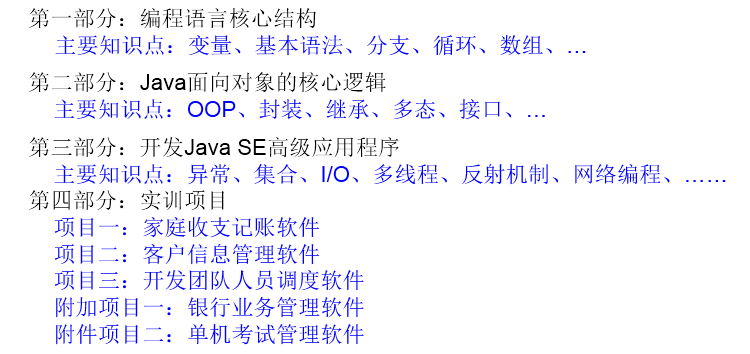 第一部分：编程语言核心结构
主要知识点：变量、基本语法、分支、循环、数组、…
第二部分：Java面向对象的核心逻辑
主要知识点：OOP、封装、继承、多态、接口、…
第三部分：开发Java SE高级应用程序
主要知识点：异常、集合、I/O、多线程、反射机制、网络编程、……
第四部分：实训项目
项目一：家庭收支记账软件
项目二：客户信息管理软件
项目三：开发团队人员调度软件
附加项目一：银行业务管理软件
附件项目二：单机考试管理软件